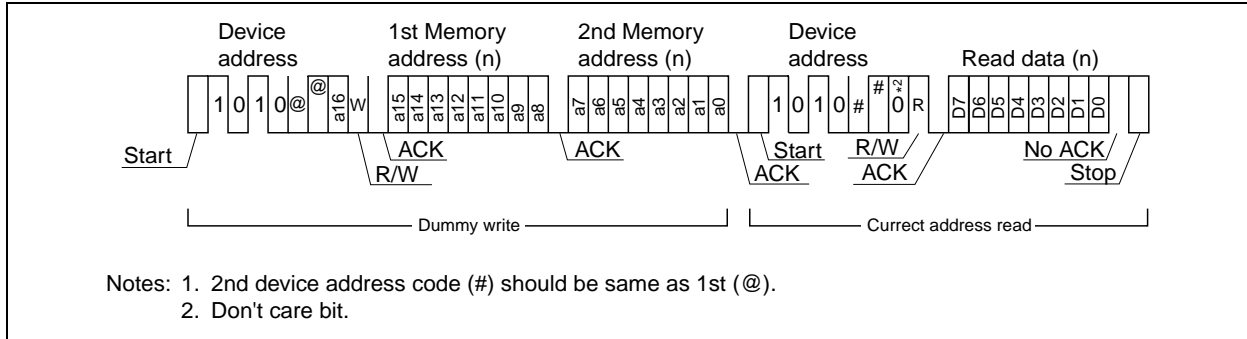 Device address 1st Memory address (n) 2nd Memory address (n) Device address Read data (n)
1 0 1 0 @ @ a16 W a15 a14 a13 a12 a11 a10 a9 a8 a7 a6 a5 a4 a3 a2 a1 a0 1 0 1 0 # # 0*2 R D7 D6 D5 D4 D3 D2 D1 D0
Start ACK ACK Start R/W No ACK
R/W ACK ACK Stop
Dummy write Currect address read
Notes: 1. 2nd device address code (#) should be same as 1st (@).
2. Don't care bit.